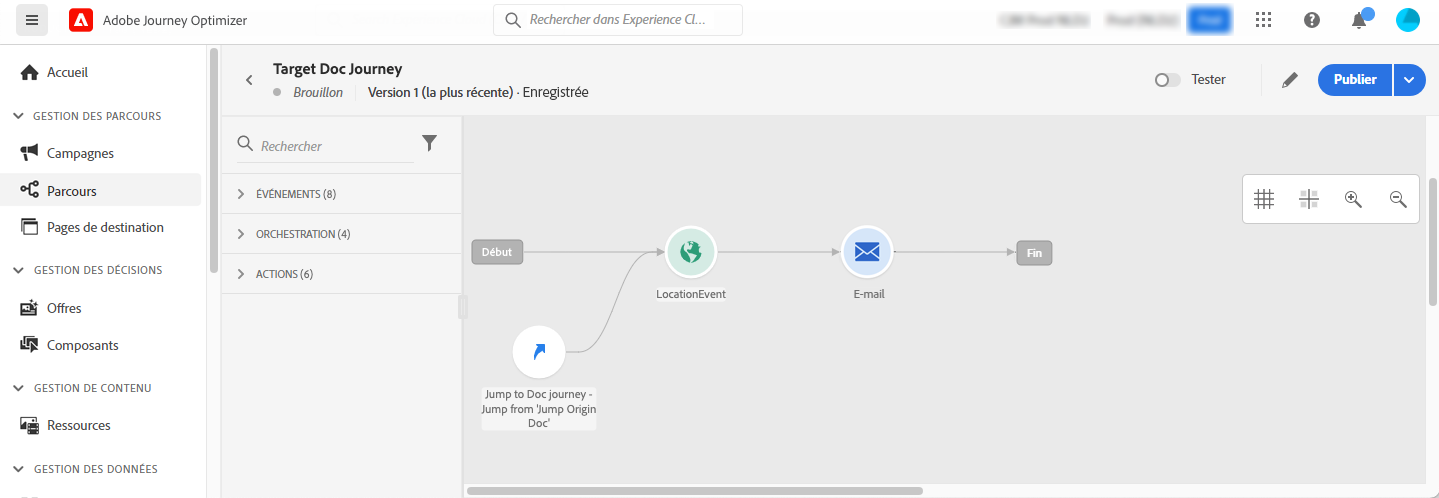 Adobe Journey Optimizer
Rechercher dans Experience Cl...
Accueil
GESTION DES PARCOURS
Campagnes
Parcours
Pages de destination
GESTION DES DÉCISIONS
Offres
Composants
GESTION DE CONTENU
Ressources
GESTION DES DONNÉES
Target Doc Journey
Brouillon
Version 1 (la plus récente) · Enregistrée
Tester
Publier
Rechercher
ÉVÉNEMENTS (8)
ORCHESTRATION (4)
ACTIONS (6)
Début
LocationEvent
E-mail
Fin
Jump to Doc journey -
Jump from 'Jump Origin
Doc'